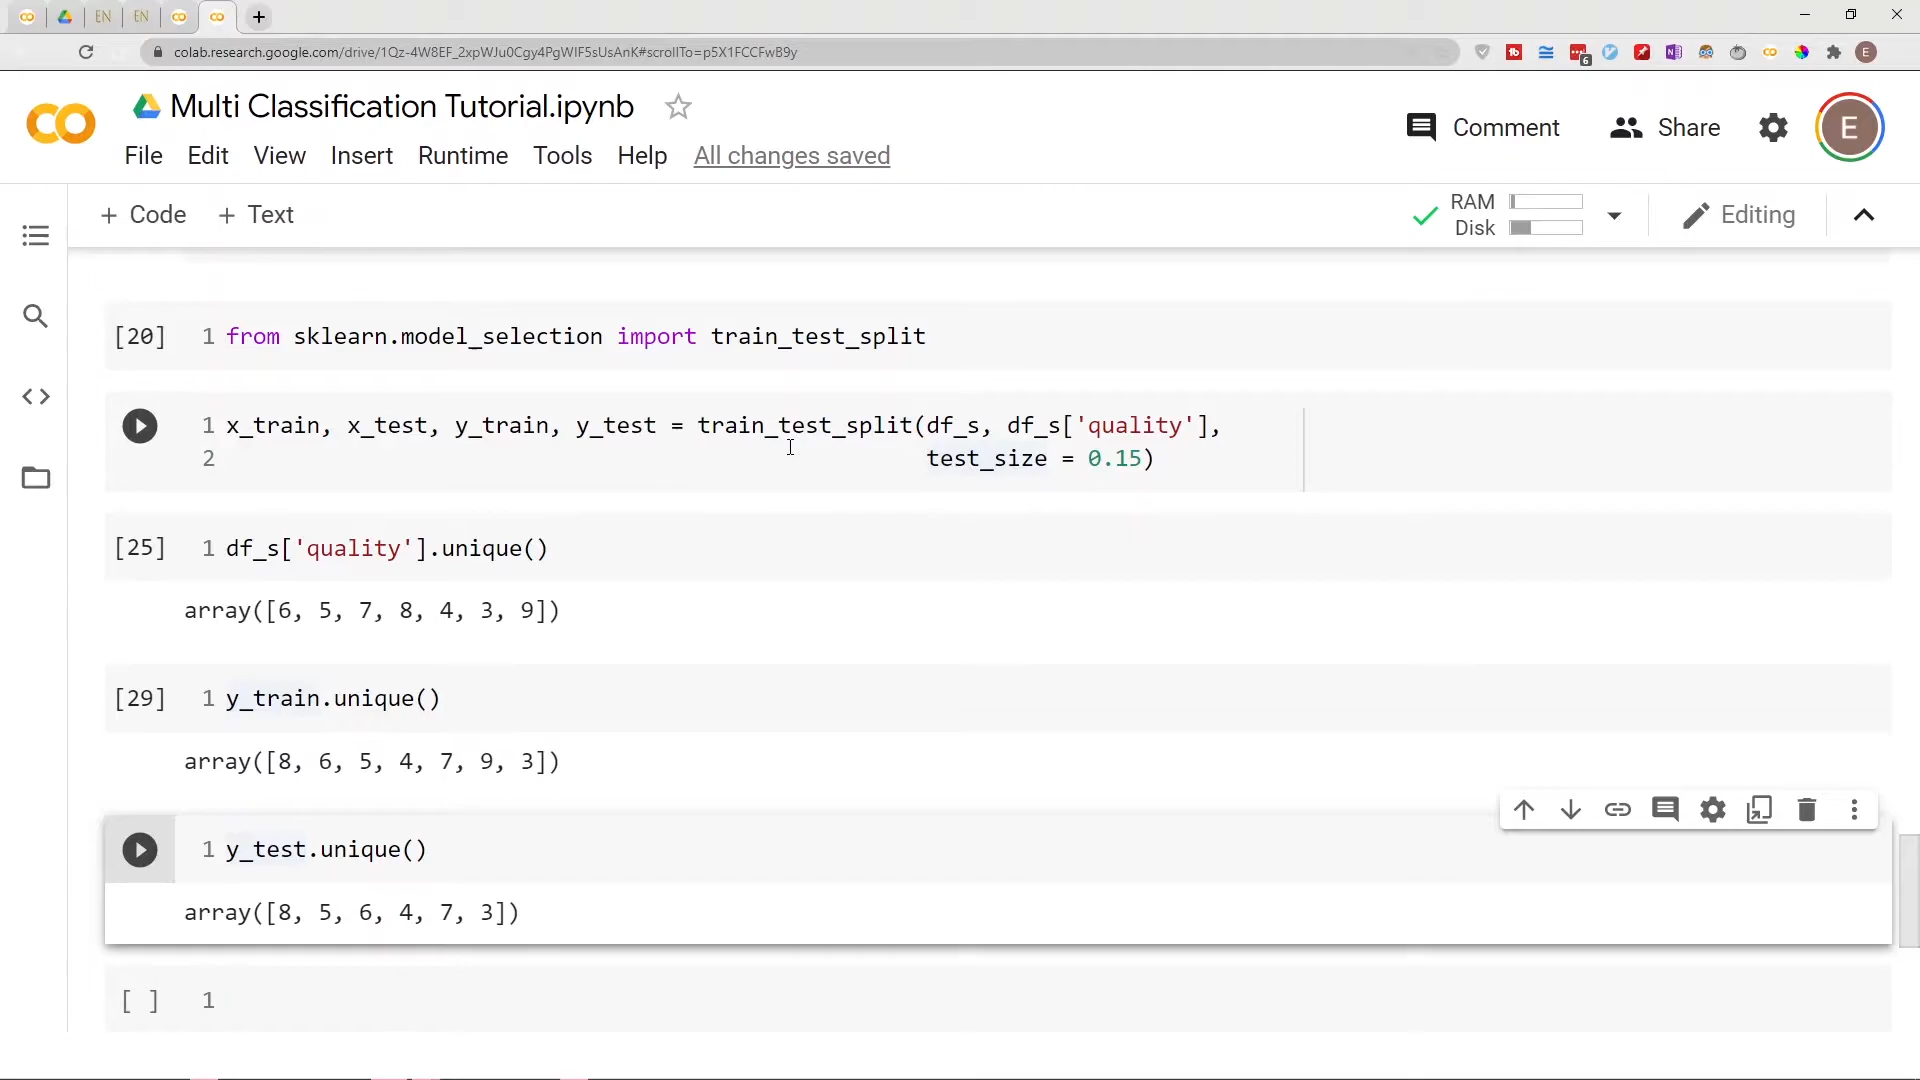 EN EN
colab.research.google.com/drive/1Qz-4W8EF_2xpWJu0Cgy4PgWIF5sUsAnK#scrollTo=p5X1FCCFwB9y
6
E
CO
Multi Classification Tutorial.ipynb
Comment
Share
E
File Edit View Insert Runtime Tools Help All changes saved
+ Code + Text
RAM
Disk
Editing
[20] 1 from sklearn.model_selection import train_test_split
1 x_train, x_test, y_train, y_test = train_test_split(df_s, df_s['quality'],
2 test_size = 0.15)
[25] 1 df_s['quality'].unique()
array([6, 5, 7, 8, 4, 3, 9])
[29] 1 y_train.unique()
array([8, 6, 5, 4, 7, 9, 3])
1 y_test.unique()
array([8, 5, 6, 4, 7, 3])
[ ] 1